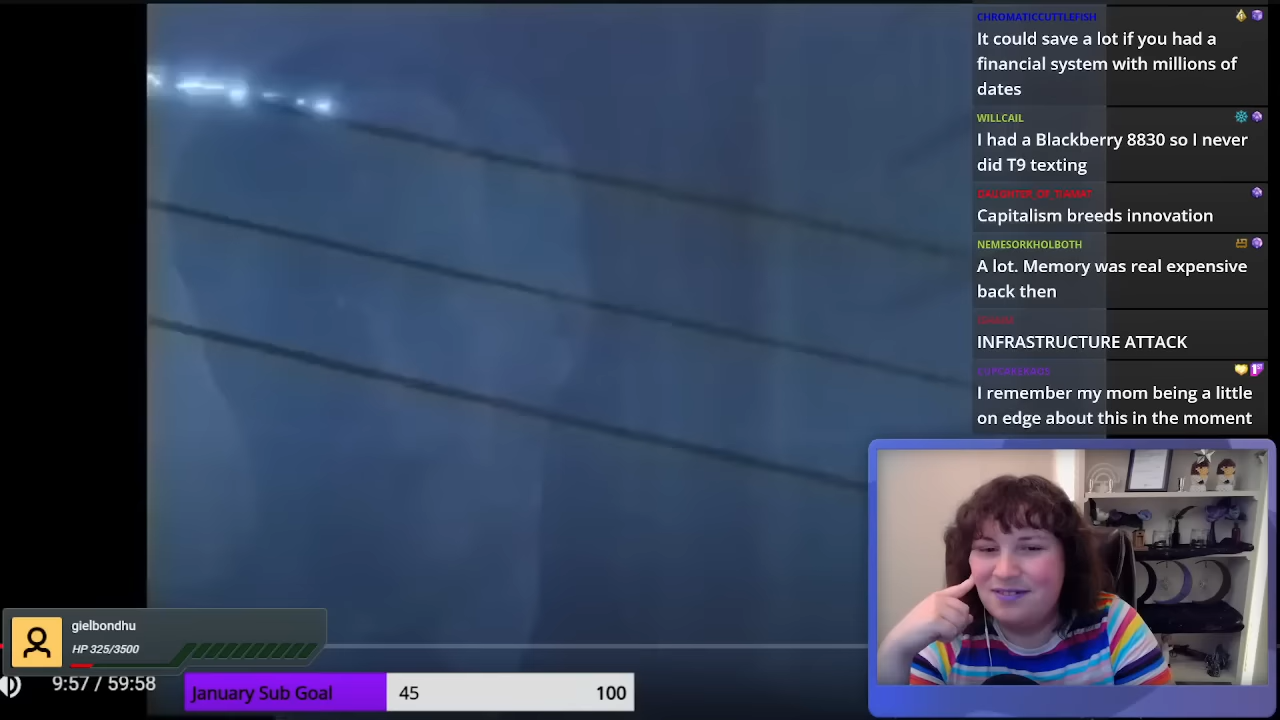 CHROMATICCUTTLEFISH
It could save a lot if you had a
financial system with millions of
dates
WILLCAIL
I had a Blackberry 8830 so I never
did T9 texting
DAUGHTER_OF_TIAMAT
Capitalism breeds innovation
NEMESORKHOLBOTH
A lot. Memory was real expensive
back then
INFRASTRUCTURE ATTACK
CUPCAKEKAOS
I remember my mom being a little
on edge about this in the moment
gielbondhu
HP 325/3500
9:57 / 59:58
January Sub Goal 45 100